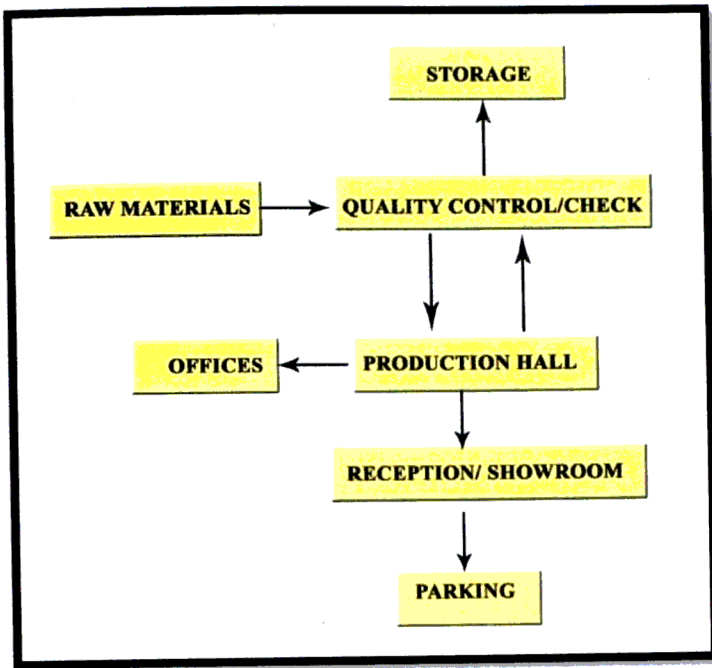 STORAGE
RAW MATERIALS
QUALITY CONTROL/CHECK
OFFICES
PRODUCTION HALL
RECEPTION/ SHOWROOM
PARKING